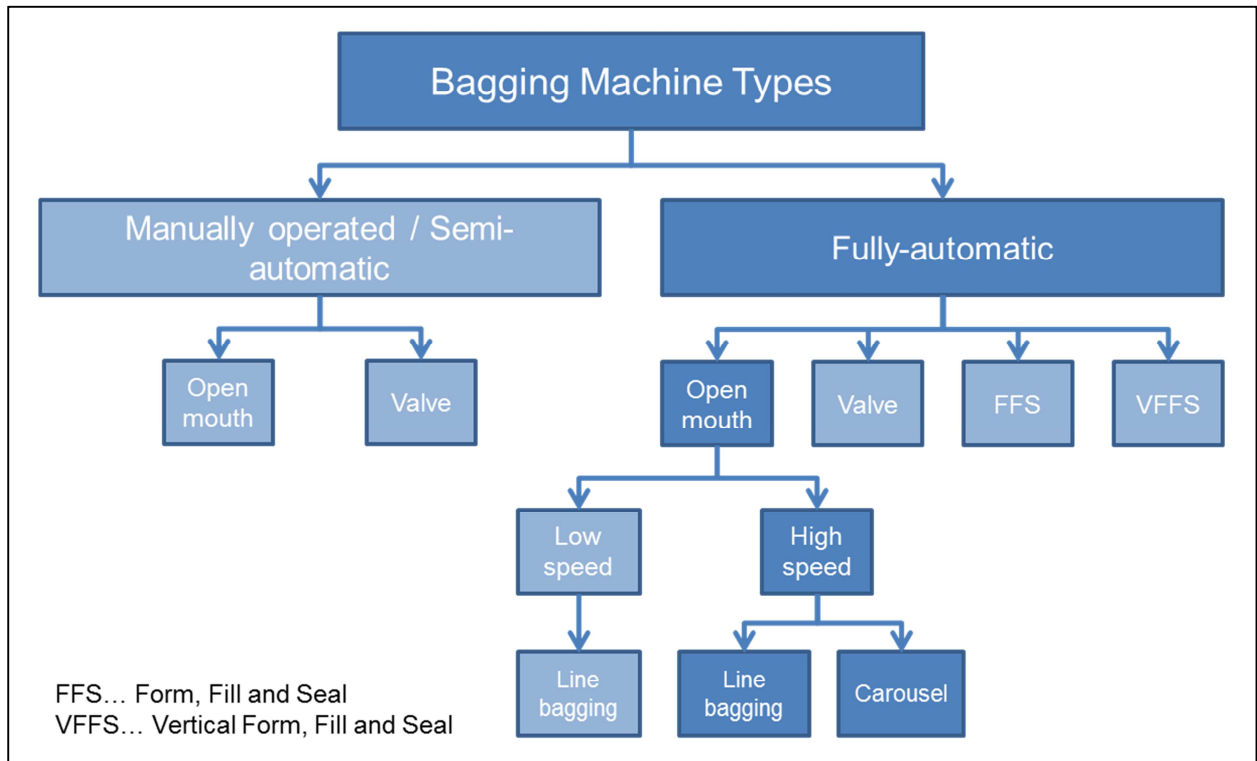 Bagging Machine Types
Manually operated / Semi-
automatic
Fully-automatic
Open
mouth
Valve
Open
mouth
Valve
FFS
VFFS
Low
speed
High
speed
Line
bagging
Line
bagging
Carousel
FFS... Form, Fill and Seal
VFFS... Vertical Form, Fill and Seal